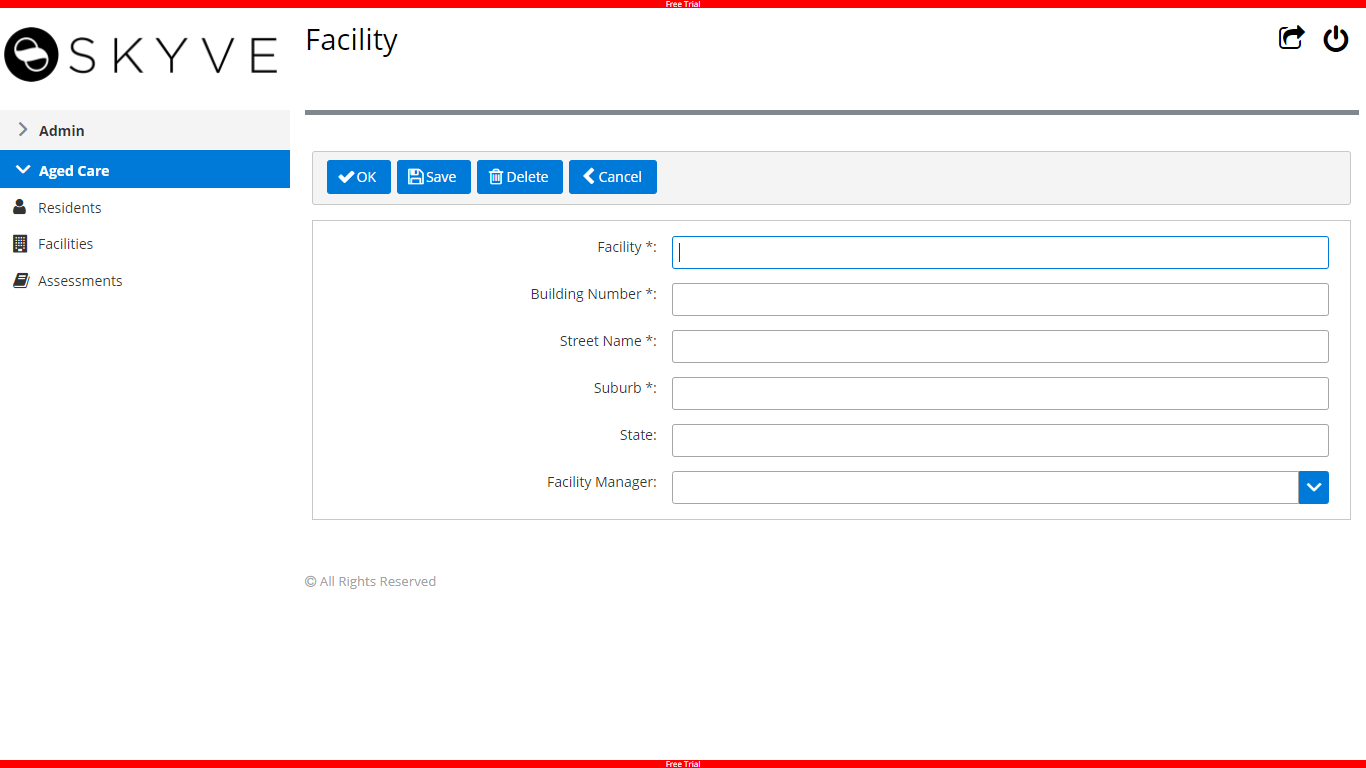 Free Trial
SKYVE
Facility
Admin
Aged Care
Residents
Facilities
Assessments
OK Save Delete Cancel
Facility *:
Building Number *:
Street Name *:
Suburb *:
State:
Facility Manager:
© All Rights Reserved
Free Trial